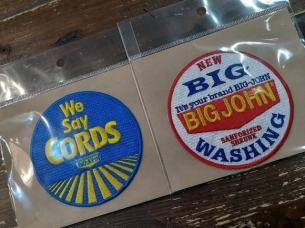 We
Say
CORDS
NEW
BIG
It's your brand BIG-JOHN
BIG JOHN
SANFORIZED
SHRUNK
WASHING